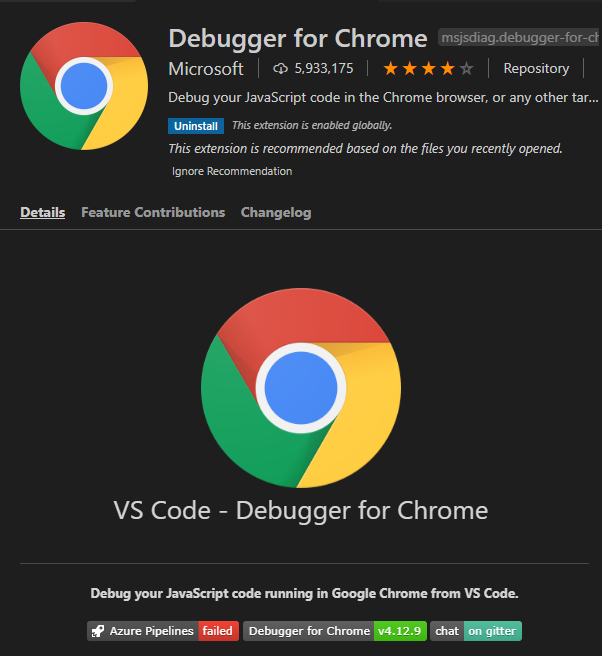 Debugger for Chrome msjsdiag.debugger-for-ch
Microsoft 5,933,175 Repository
Debug your JavaScript code in the Chrome browser, or any other tar...
Uninstall This extension is enabled globally.
This extension is recommended based on the files you recently opened.
Ignore Recommendation
Details Feature Contributions Changelog
VS Code - Debugger for Chrome
Debug your JavaScript code running in Google Chrome from VS Code.
Azure Pipelines failed Debugger for Chrome v4.12.9 chat on gitter